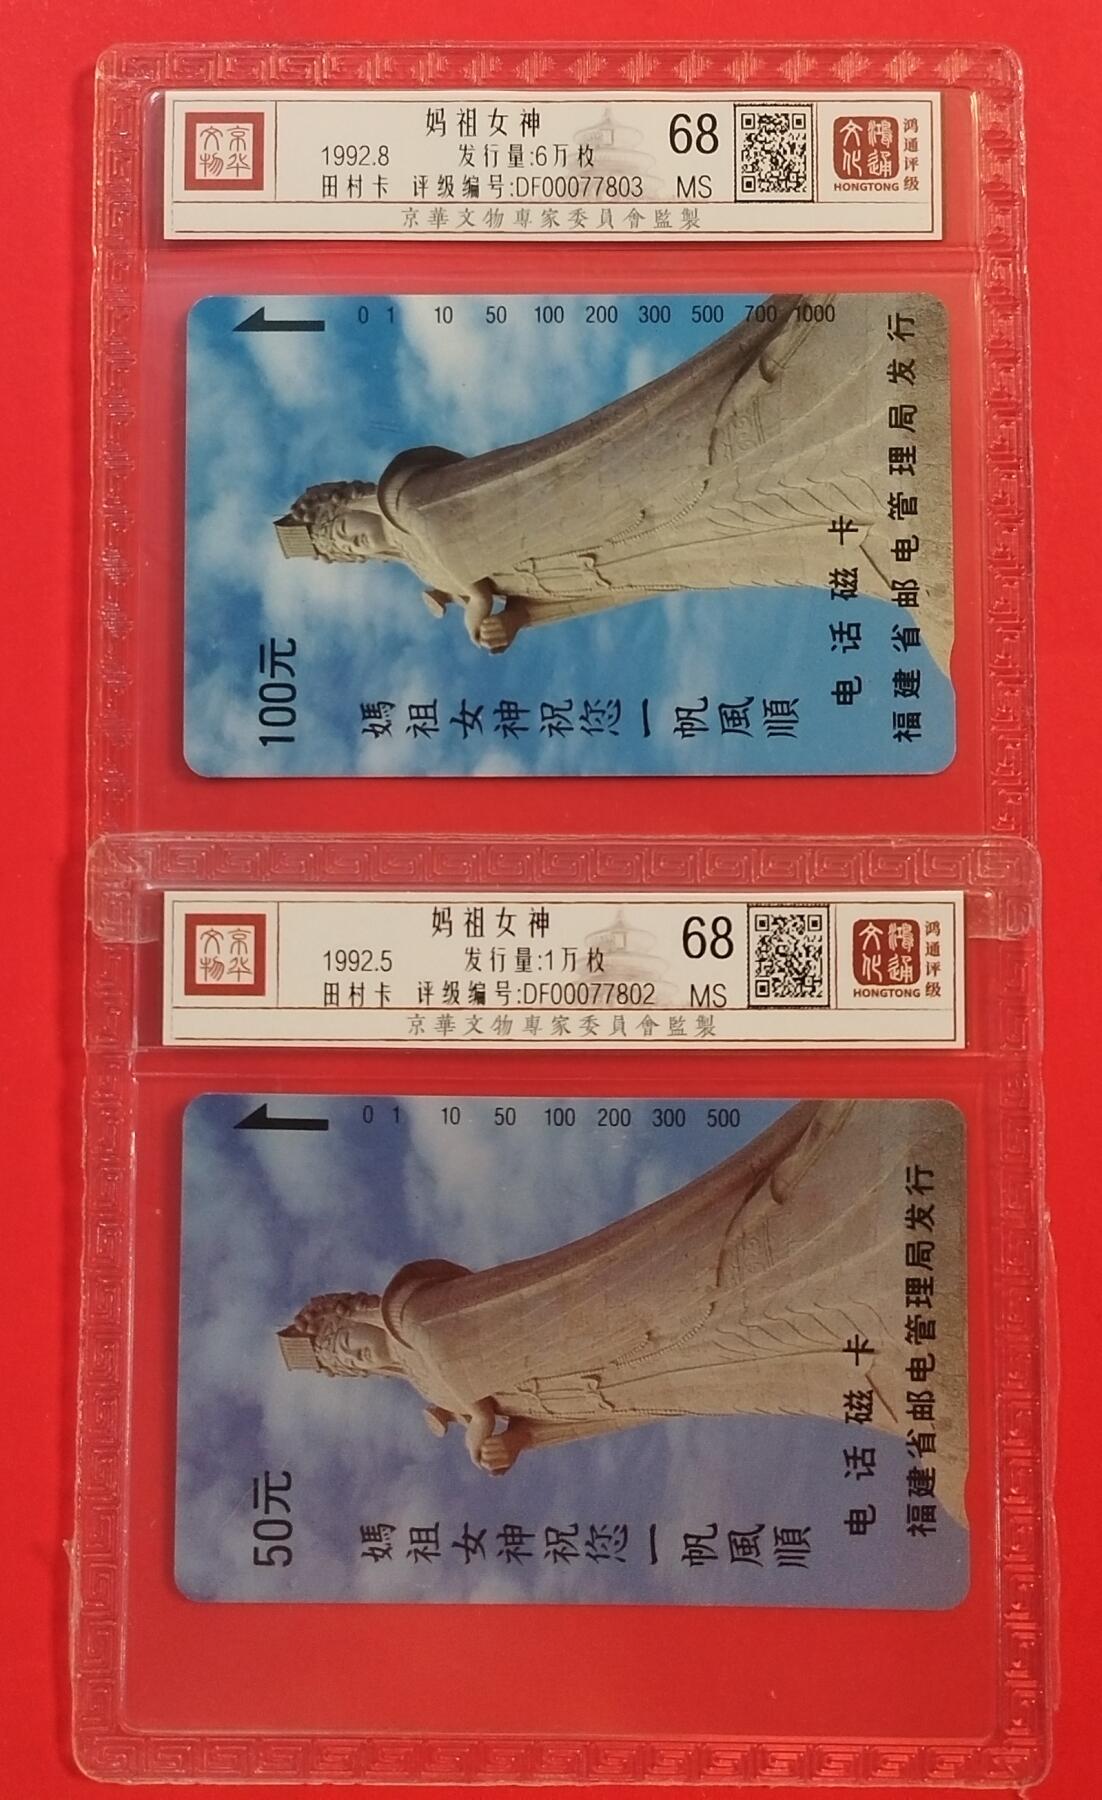 京华
文物
妈祖女神
1992.8 发行量:6万枚
田村卡 评级编号:DF00077803
68
MS
鸿通
文化
HONGTONG
鸿通评级
京華文物專家委員會監製
0 1 10 50 100 200 300 500 700 1000
100元
媽祖女神祝您一帆風順
电话磁卡
福建省邮电管理局发行
京华
文物
妈祖女神
1992.5 发行量:1万枚
田村卡 评级编号:DF00077802
68
MS
鸿通
文化
HONGTONG
鸿通评级
京華文物專家委員會監製
0 1 10 50 100 200 300 500
50元
媽祖女神祝您一帆風順
电话磁卡
福建省邮电管理局发行